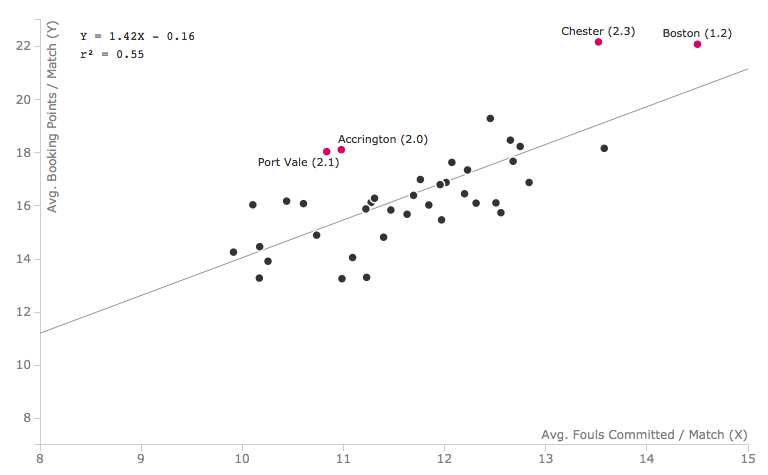 Y = 1.42X − 0.16
r² = 0.55
Avg. Booking Points / Match (Y)
Chester (2.3)
Boston (1.2)
Accrington (2.0)
Port Vale (2.1)
22
20
18
16
14
12
10
8
Avg. Fouls Committed / Match (X)
8 9 10 11 12 13 14 15